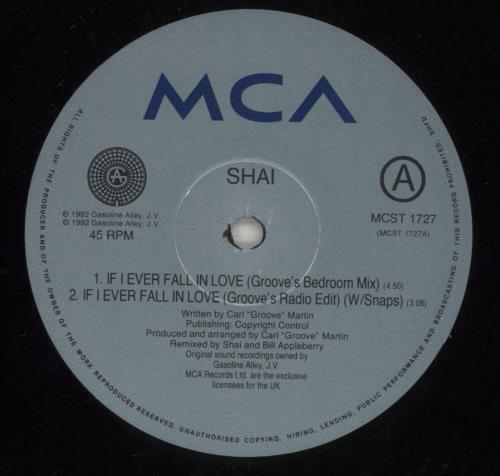 MCA
SHAI
A
A
℗ 1992 Gasoline Alley, J.V.
© 1992 Gasoline Alley, J.V.
45 RPM
MCST 1727
(MCST 1727A)
1. IF I EVER FALL IN LOVE (Groove's Bedroom Mix) (4.50)
2. IF I EVER FALL IN LOVE (Groove's Radio Edit) (W/Snaps) (3:08)
Written by Carl "Groove" Martin
Publishing: Copyright Control
Produced and arranged by Carl "Groove" Martin
Remixed by Shai and Bill Appleberry
Original sound recordings owned by
Gasoline Alley, J.V.
MCA Records Ltd. are the exclusive
licensees for the UK
ALL RIGHTS OF THE PRODUCER AND OF THE OWNER OF THE WORK REPRODUCED RESERVED. UNAUTHORISED COPYING, HIRING, LENDING, PUBLIC PERFORMANCE AND BROADCASTING OF THIS RECORD PROHIBITED.